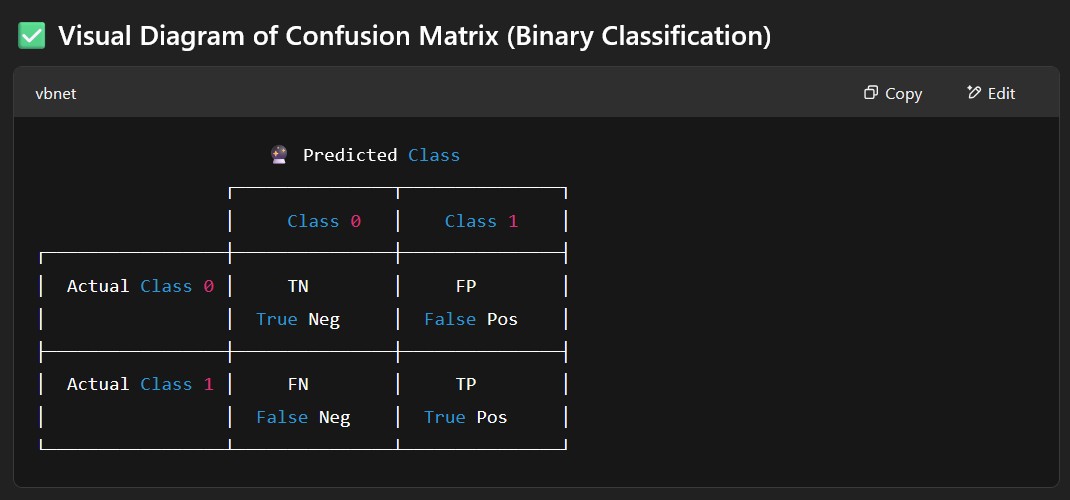 ✅ Visual Diagram of Confusion Matrix (Binary Classification)
vbnet Copy Edit
🔮 Predicted Class
Class 0 Class 1
Actual Class 0 TN FP
True Neg False Pos
Actual Class 1 FN TP
False Neg True Pos